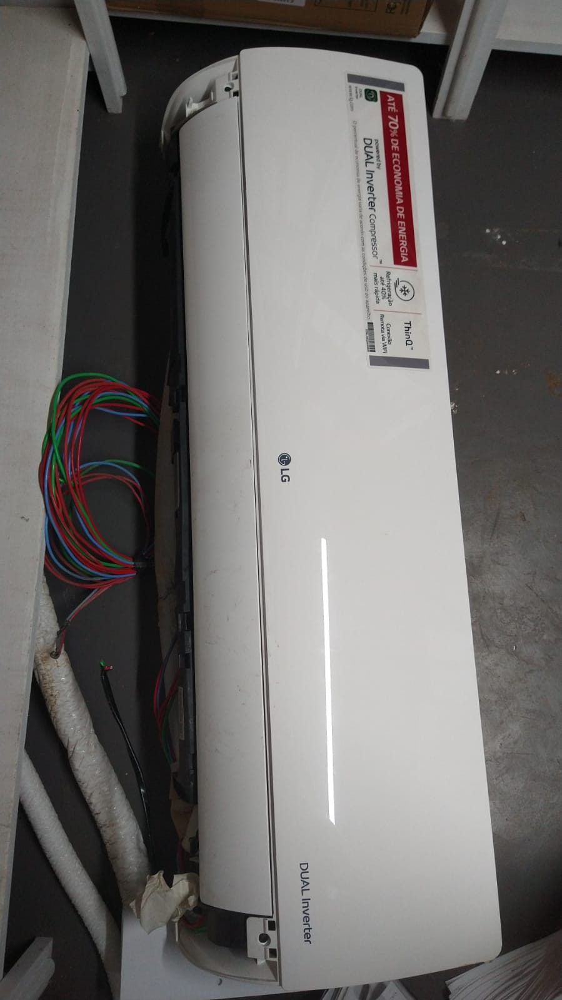 ATÉ 70% DE ECONOMIA DE ENERGIA
powered by
DUAL Inverter Compressor™
DUAL
Inverter
www.lg.com
O percentual de economia de energia varia de acordo com as condições de uso do aparelho.
Refrigeração
até 40%
mais rápida
ThinQ™
Conexão
Remota via WiFi
LG
DUAL Inverter